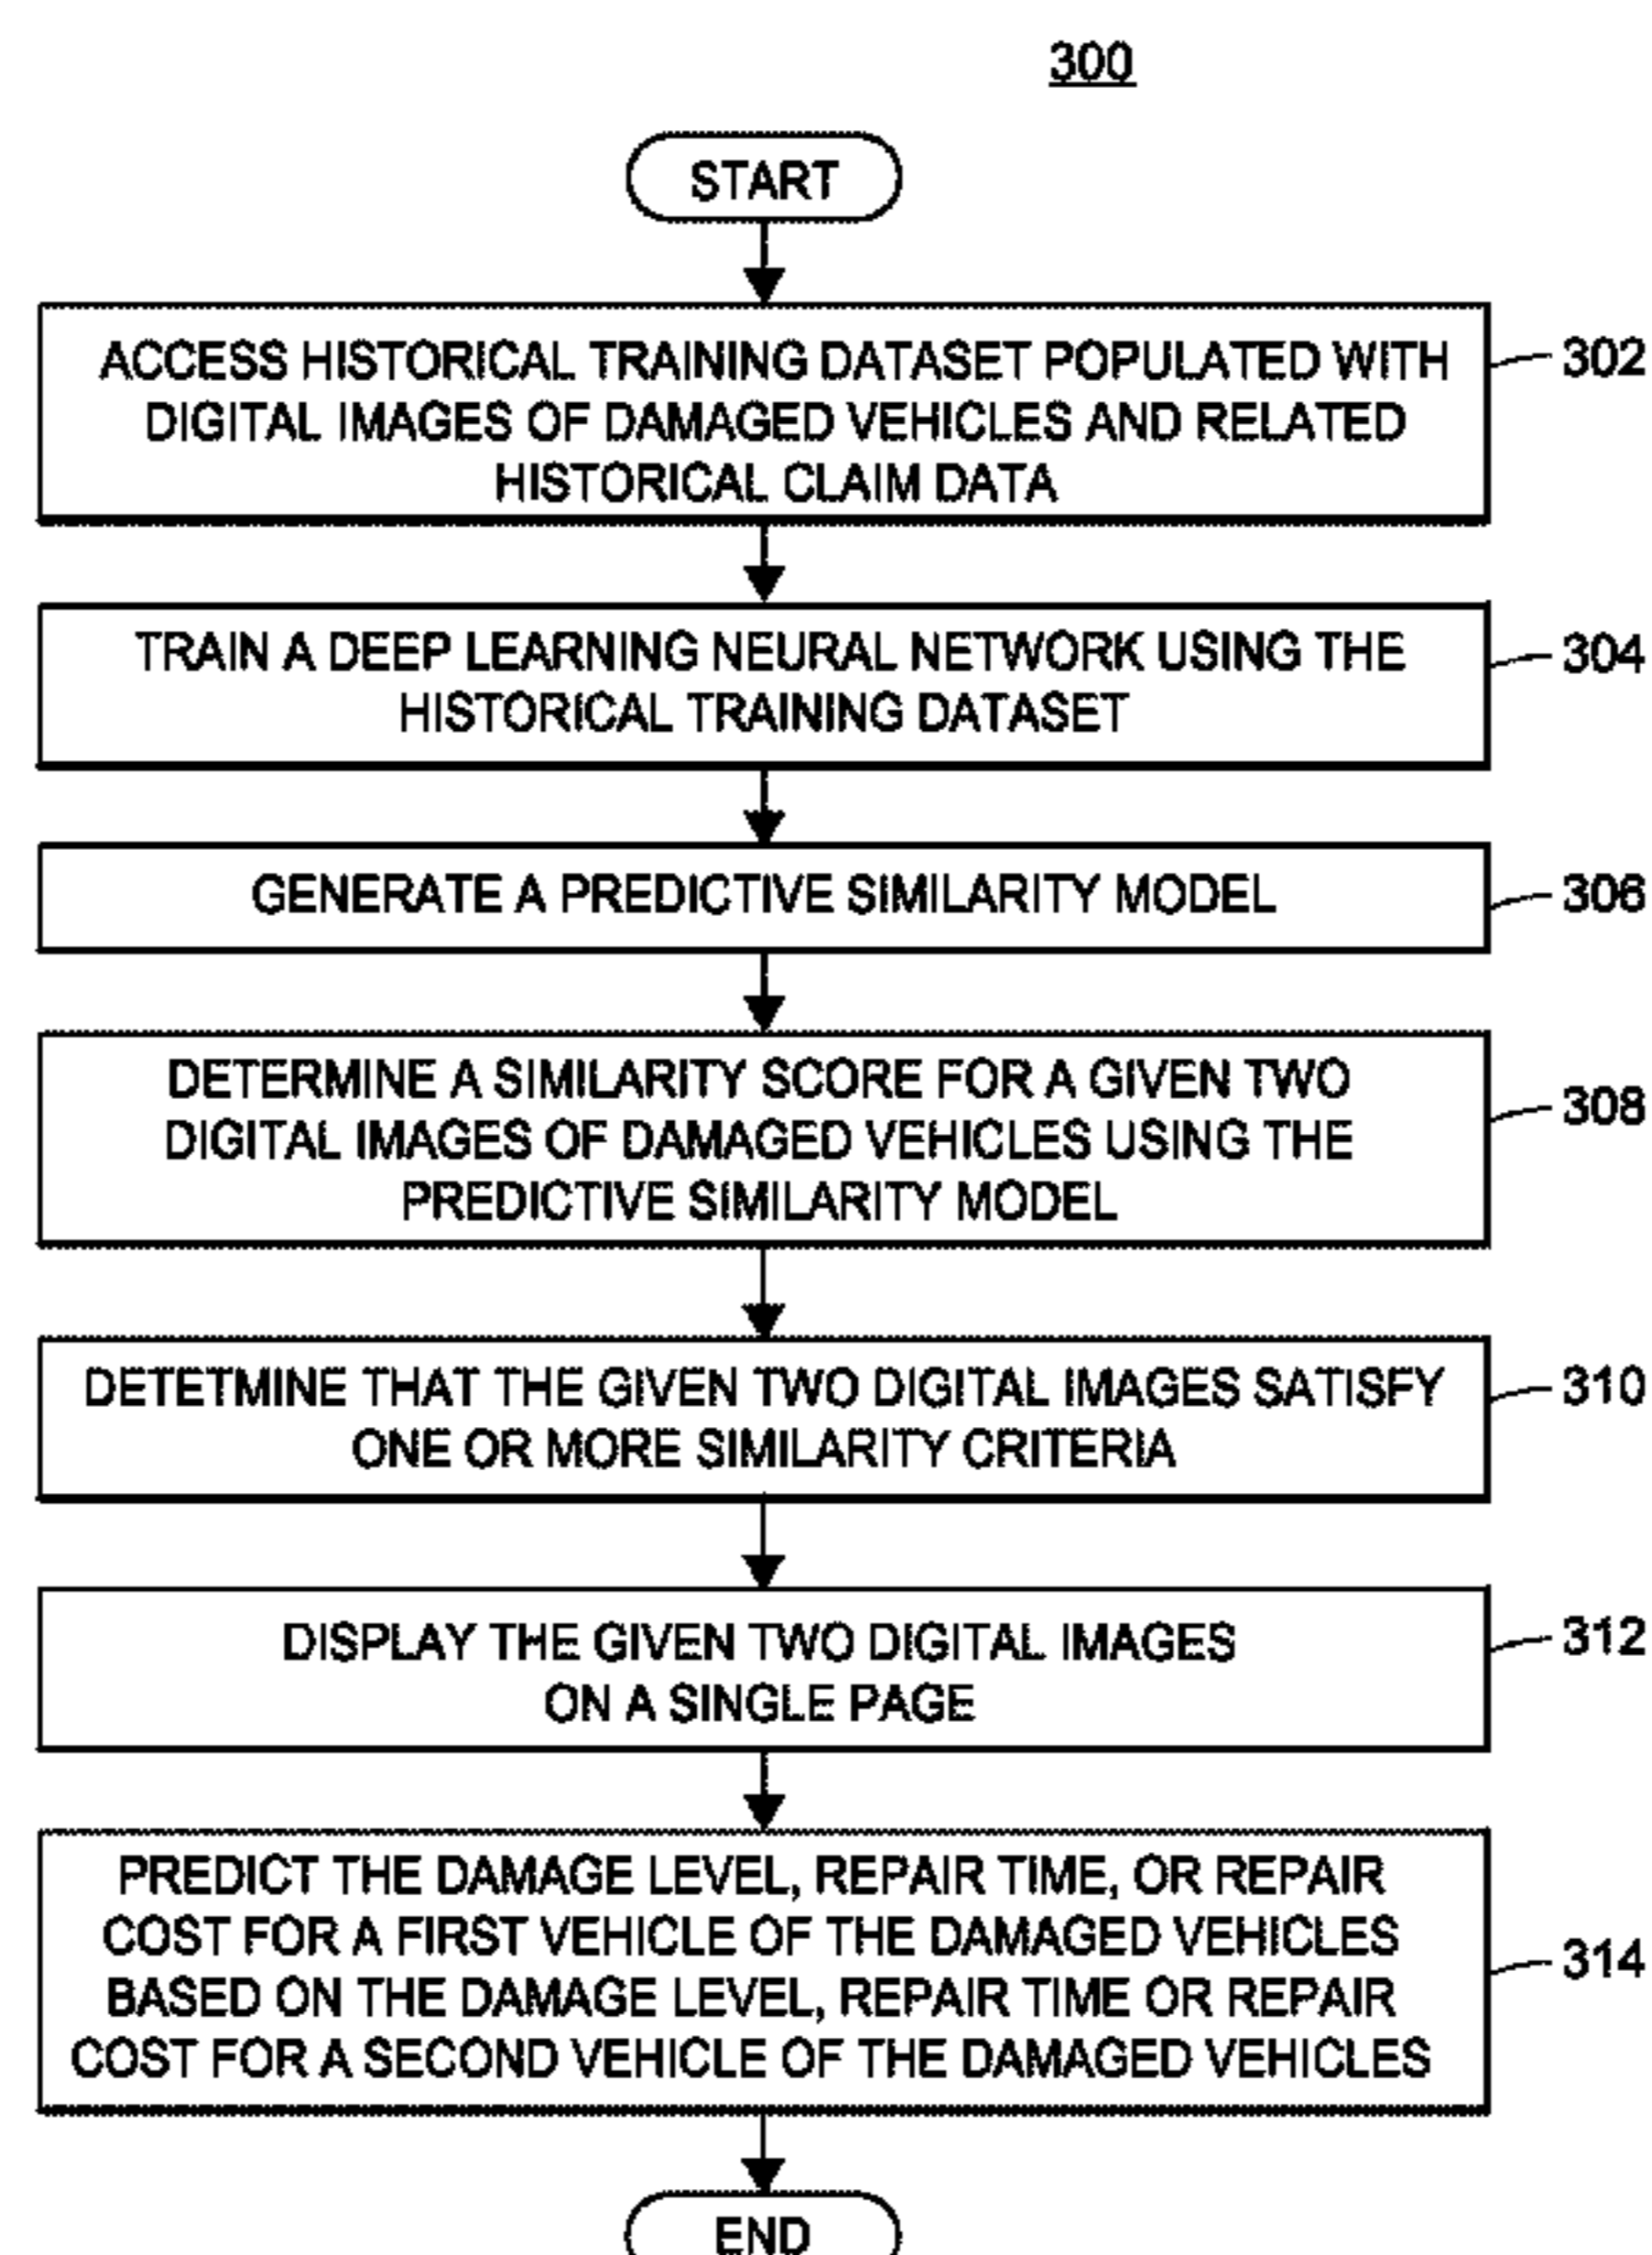 300
START
ACCESS HISTORICAL TRAINING DATASET POPULATED WITH
DIGITAL IMAGES OF DAMAGED VEHICLES AND RELATED
HISTORICAL CLAIM DATA
302
TRAIN A DEEP LEARNING NEURAL NETWORK USING THE
HISTORICAL TRAINING DATASET
304
GENERATE A PREDICTIVE SIMILARITY MODEL
306
DETERMINE A SIMILARITY SCORE FOR A GIVEN TWO
DIGITAL IMAGES OF DAMAGED VEHICLES USING THE
PREDICTIVE SIMILARITY MODEL
308
DETETMINE THAT THE GIVEN TWO DIGITAL IMAGES SATISFY
ONE OR MORE SIMILARITY CRITERIA
310
DISPLAY THE GIVEN TWO DIGITAL IMAGES
ON A SINGLE PAGE
312
PREDICT THE DAMAGE LEVEL, REPAIR TIME, OR REPAIR
COST FOR A FIRST VEHICLE OF THE DAMAGED VEHICLES
BASED ON THE DAMAGE LEVEL, REPAIR TIME OR REPAIR
COST FOR A SECOND VEHICLE OF THE DAMAGED VEHICLES
314
END